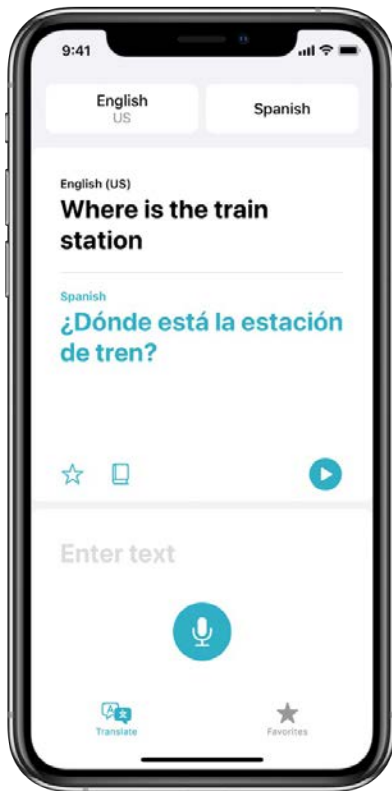 9:41
English
US
Spanish
English (US)
Where is the train
station
Spanish
¿Dónde está la estación
de tren?
Enter text
Translate
Favorites